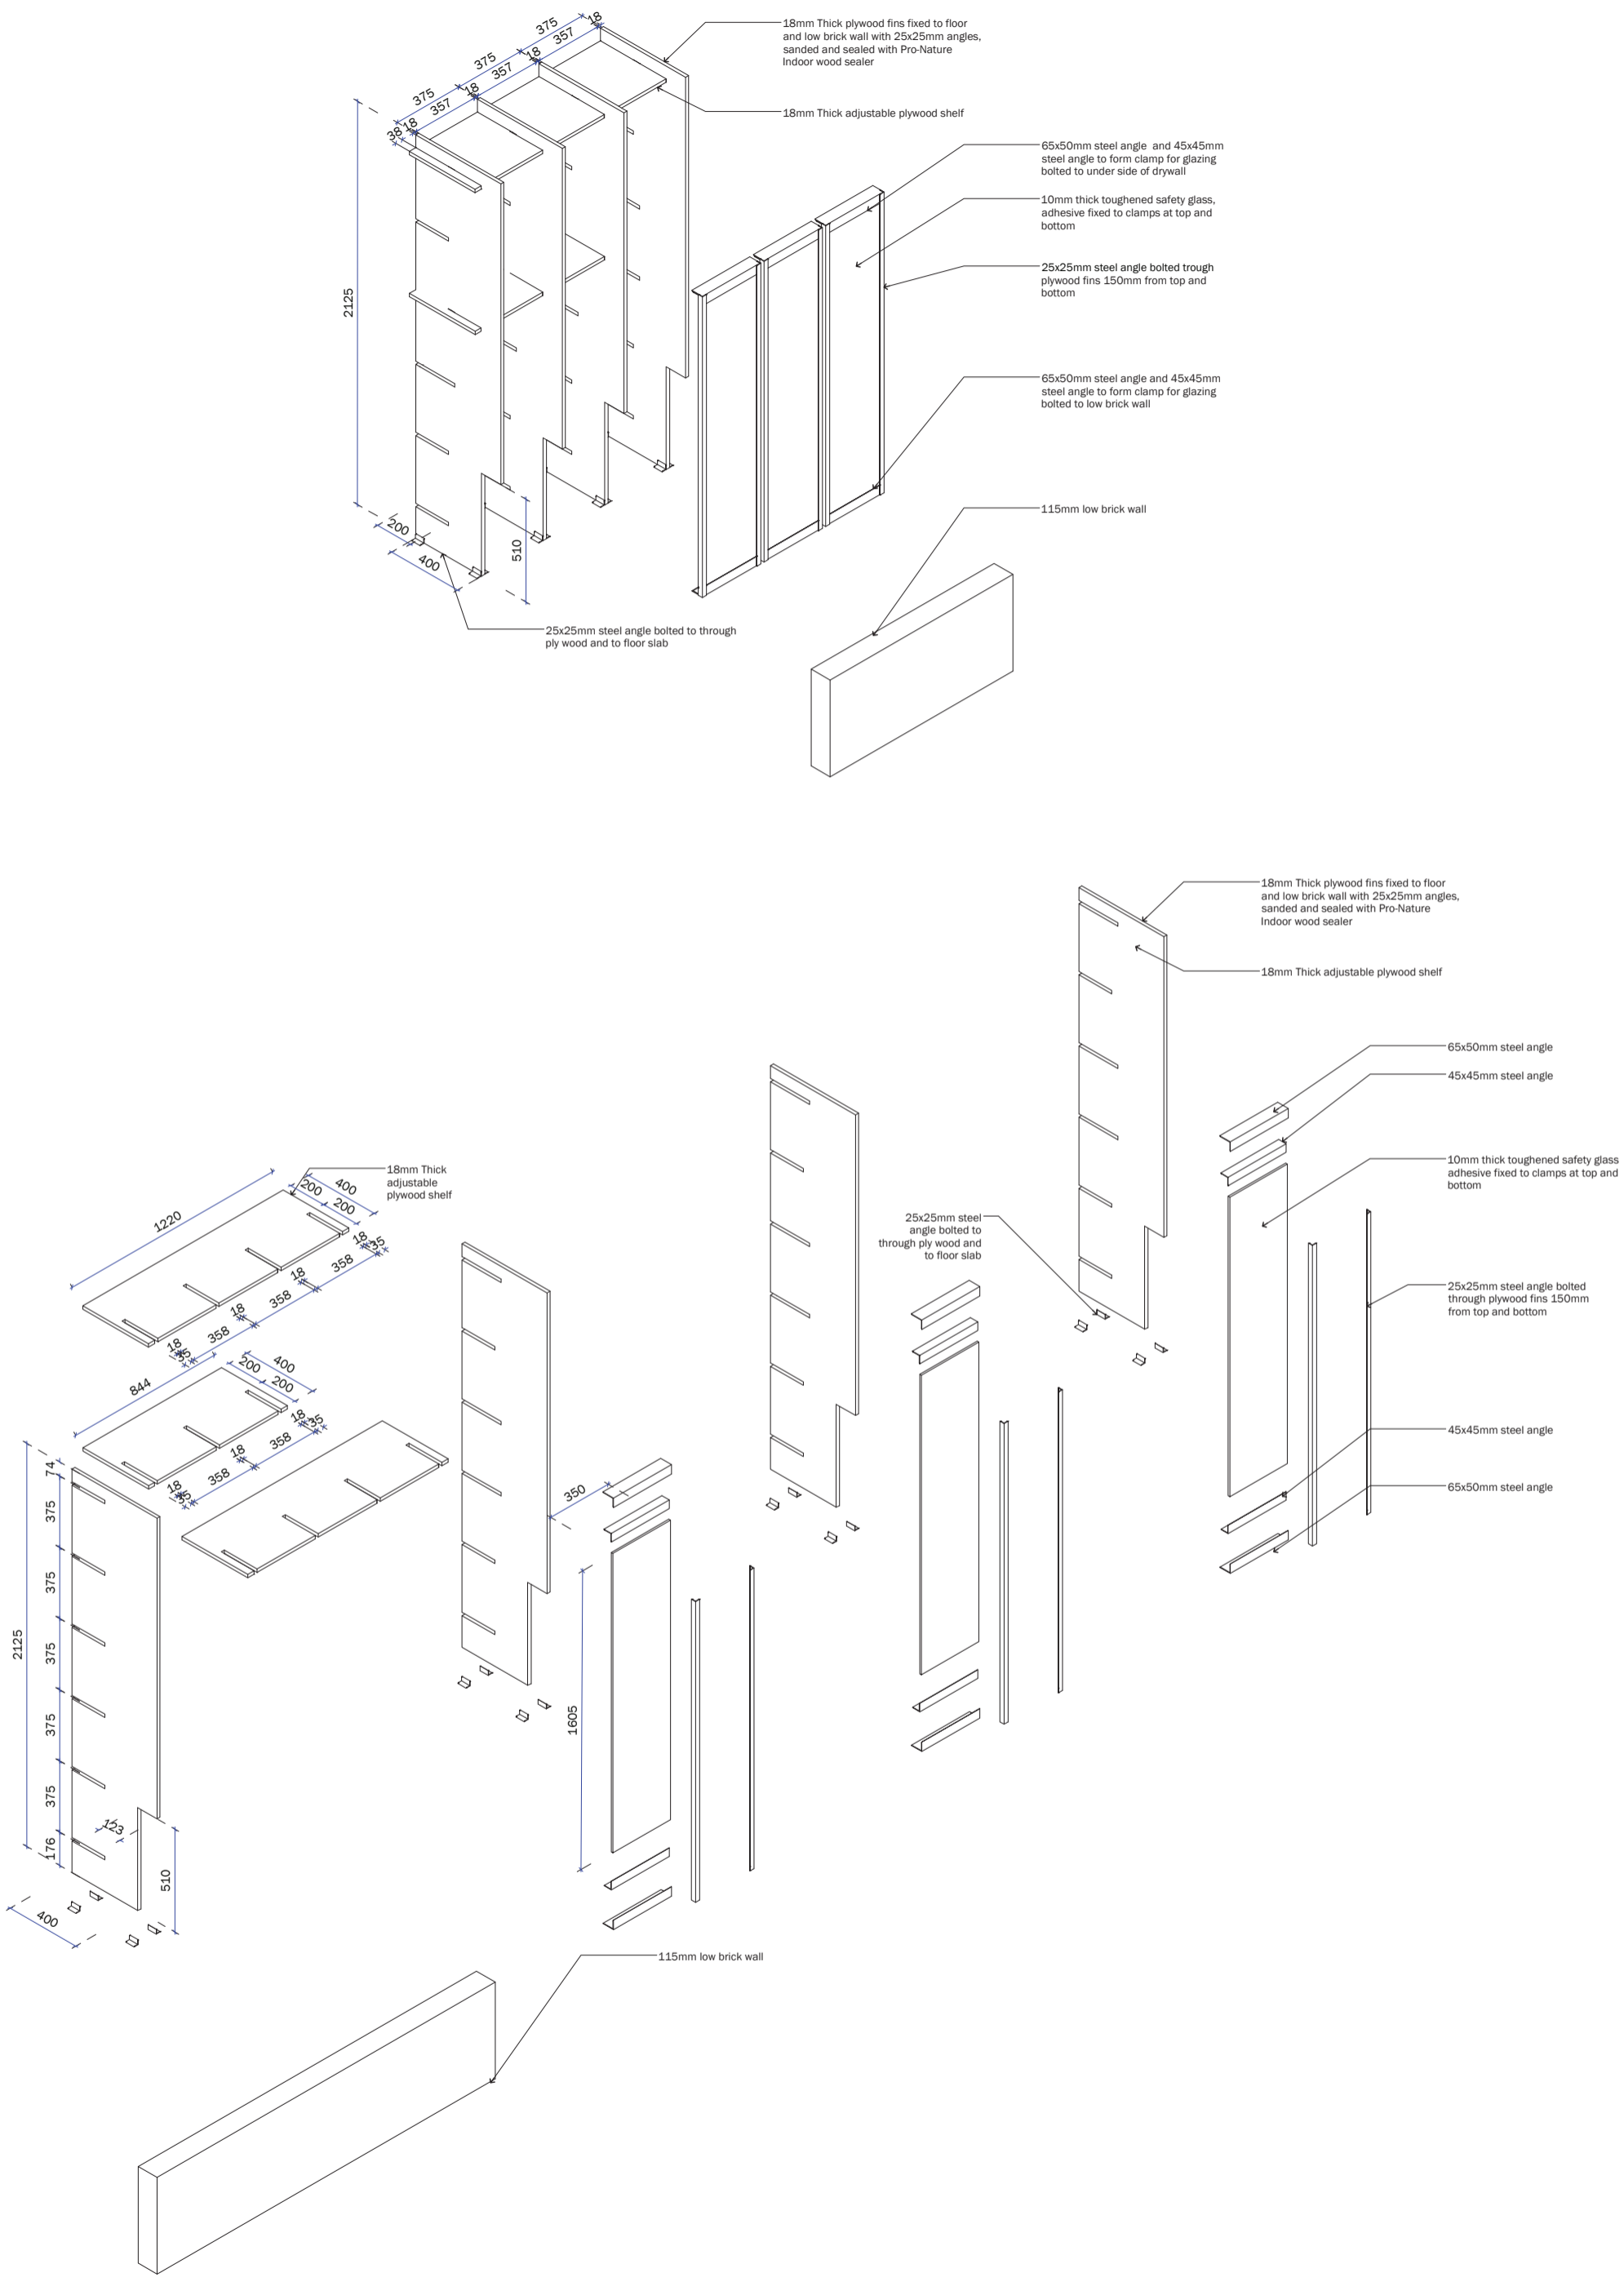 375
18
357
375
18
357
375
18
357
18
38
2125
200
400
510
18mm Thick plywood fins fixed to floor
and low brick wall with 25x25mm angles,
sanded and sealed with Pro-Nature
Indoor wood sealer
18mm Thick adjustable plywood shelf
65x50mm steel angle and 45x45mm
steel angle to form clamp for glazing
bolted to under side of drywall
10mm thick toughened safety glass,
adhesive fixed to clamps at top and
bottom
25x25mm steel angle bolted trough
plywood fins 150mm from top and
bottom
65x50mm steel angle and 45x45mm
steel angle to form clamp for glazing
bolted to low brick wall
115mm low brick wall
25x25mm steel angle bolted to through
ply wood and to floor slab
18mm Thick plywood fins fixed to floor
and low brick wall with 25x25mm angles,
sanded and sealed with Pro-Nature
Indoor wood sealer
18mm Thick adjustable plywood shelf
65x50mm steel angle
45x45mm steel angle
10mm thick toughened safety glass
adhesive fixed to clamps at top and
bottom
25x25mm steel angle bolted
through plywood fins 150mm
from top and bottom
45x45mm steel angle
65x50mm steel angle
25x25mm steel
angle bolted to
through ply wood and
to floor slab
18mm Thick
adjustable
plywood shelf
1220
200
400
200
18
35
358
18
358
18
358
18
35
844
200
400
200
18
35
358
18
358
18
35
74
375
375
375
375
375
176
2125
123
510
400
350
1605
115mm low brick wall